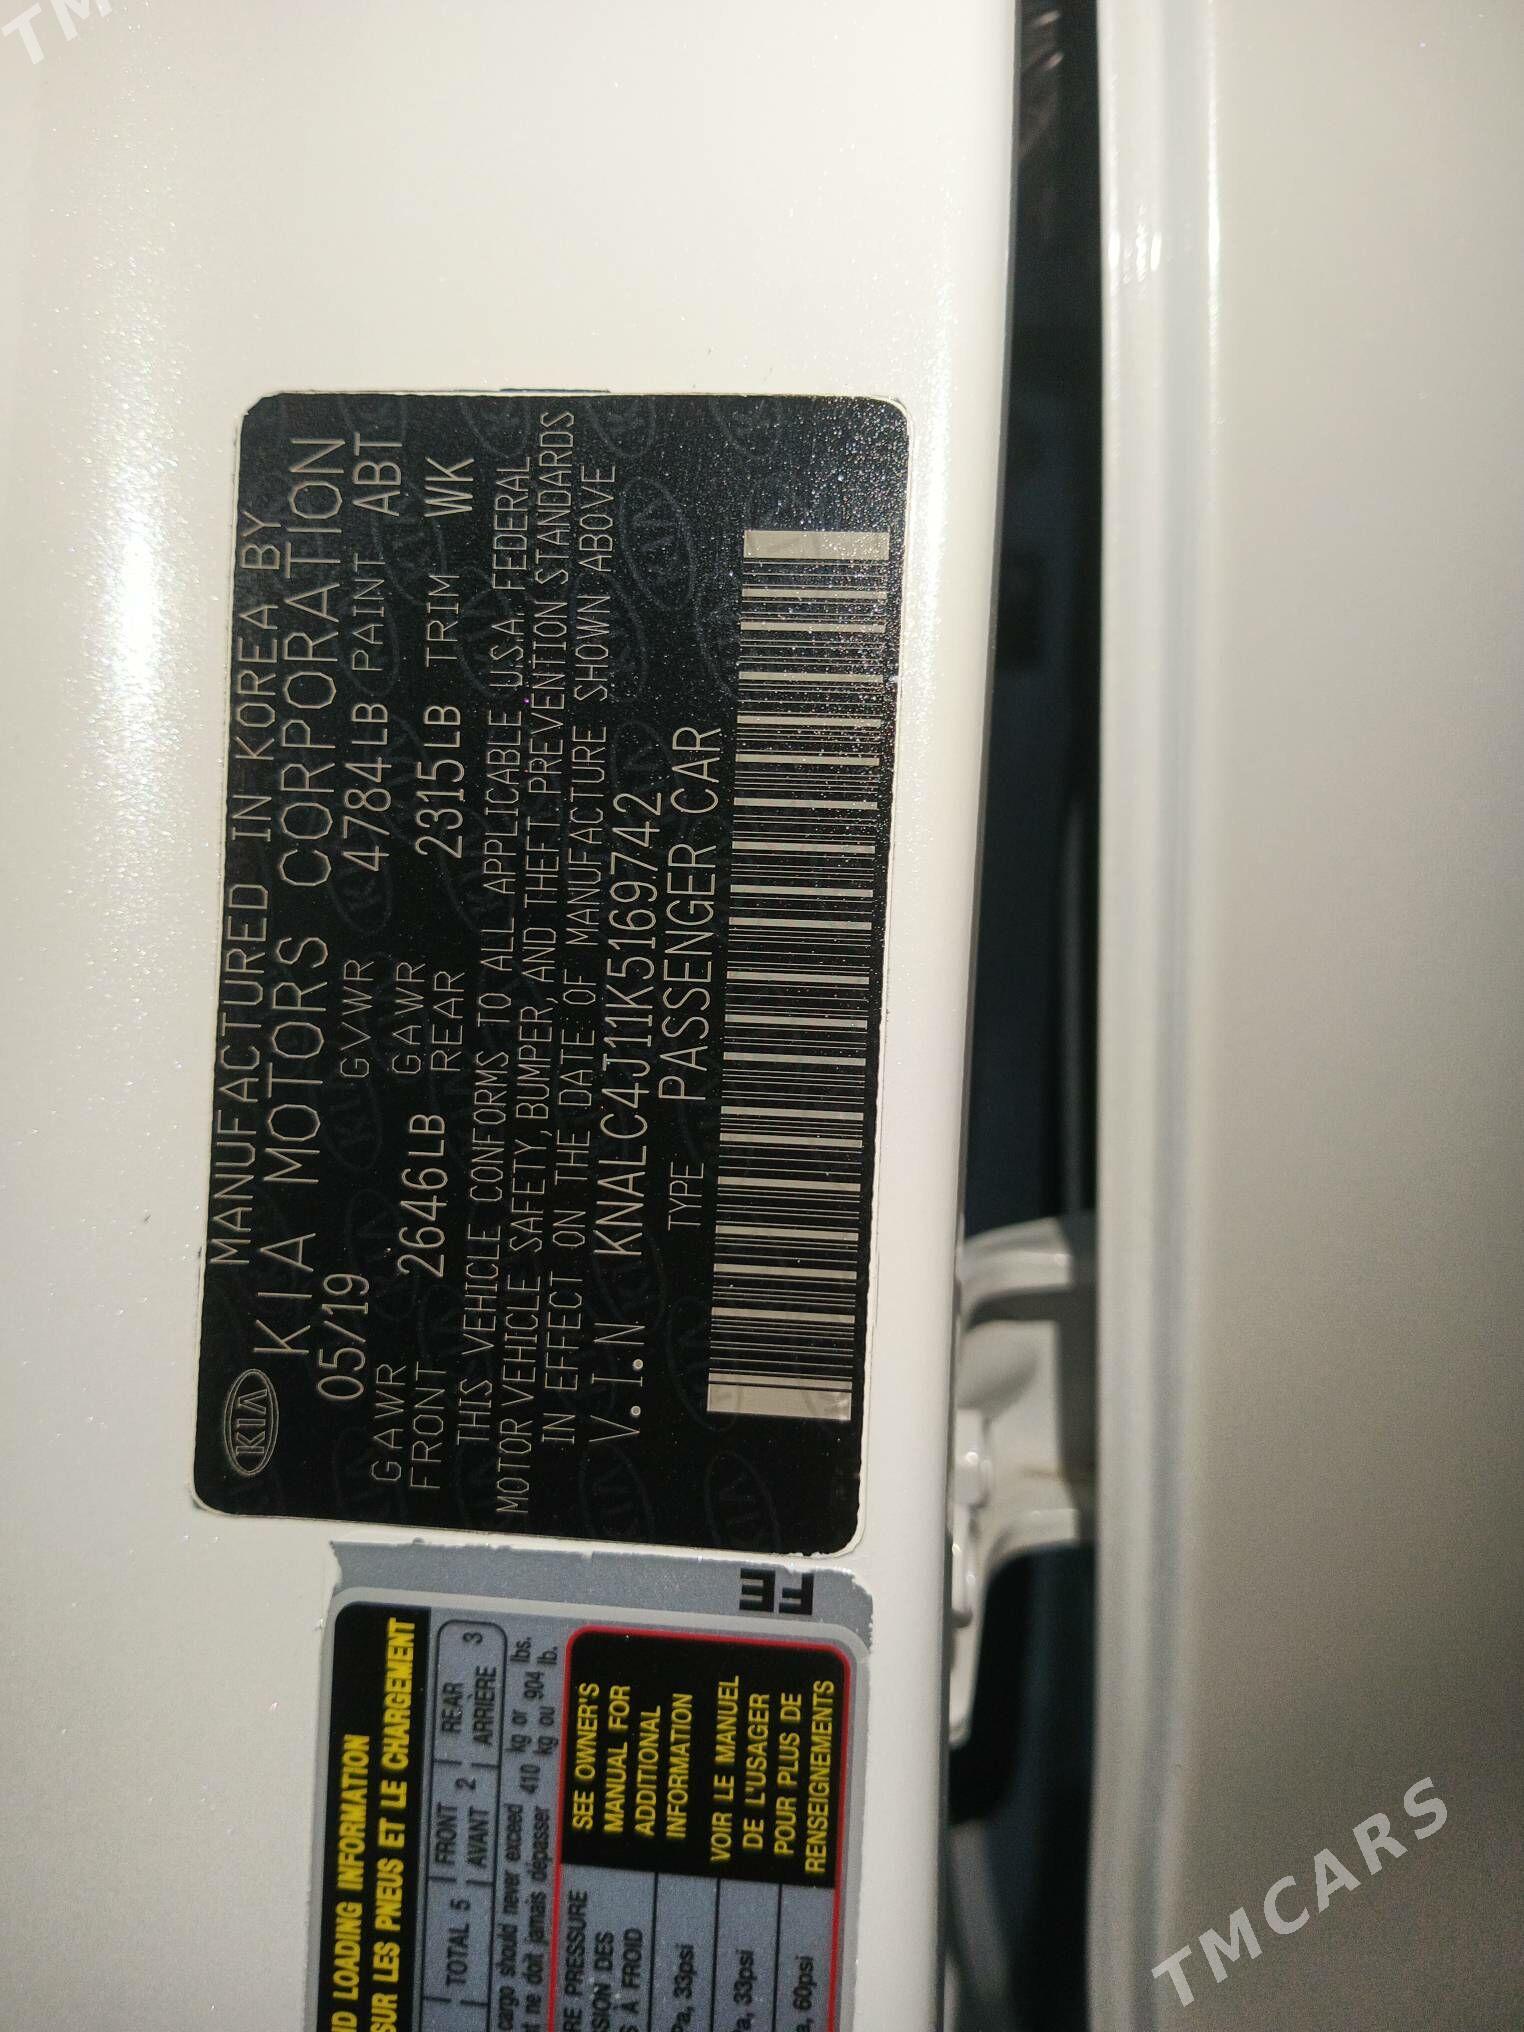 MANUFACTURED IN KOREA BY
KIA KIA MOTORS CORPORATION
05/19 GVWR 4784LB PAINT ABT
GAWR FRONT 2646LB GAWR REAR 2315LB TRIM WK
THIS VEHICLE CONFORMS TO ALL APPLICABLE U.S.A. FEDERAL
MOTOR VEHICLE SAFETY, BUMPER, AND THEFT PREVENTION STANDARDS
IN EFFECT ON THE DATE OF MANUFACTURE SHOWN ABOVE
V.I.N KNALC4J11K5169742
TYPE PASSENGER CAR
LOADING INFORMATION
SUR LES PNEUS ET LE CHARGEMENT
TOTAL 5 FRONT AVANT 2 REAR ARRIÈRE 3
cargo should never exceed 410 kg or 904 lbs.
ne doit jamais dépasser 410 kg ou 904 lb.
PRESSURE
DES
À FROID
33psi
33psi
60psi
SEE OWNER'S
MANUAL FOR
ADDITIONAL
INFORMATION
VOIR LE MANUEL
DE L'USAGER
POUR PLUS DE
RENSEIGNEMENTS
TMCARS